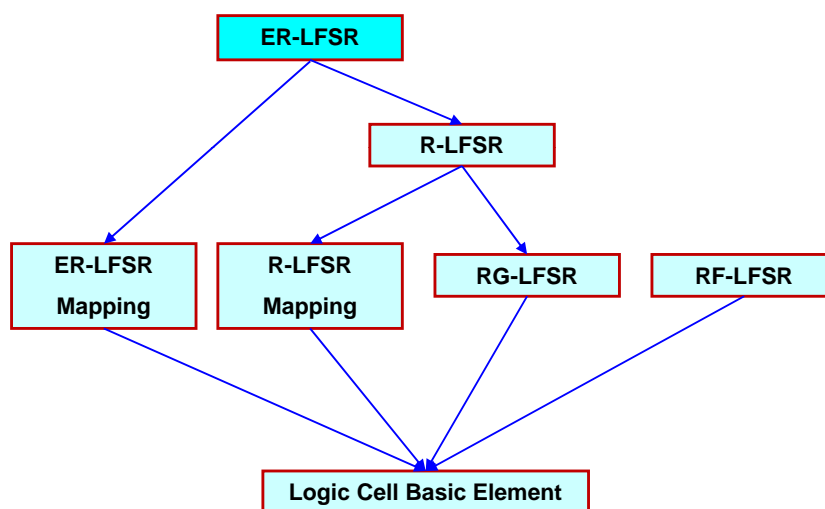 ER-LFSR
R-LFSR
ER-LFSR
Mapping
R-LFSR
Mapping
RG-LFSR
RF-LFSR
Logic Cell Basic Element